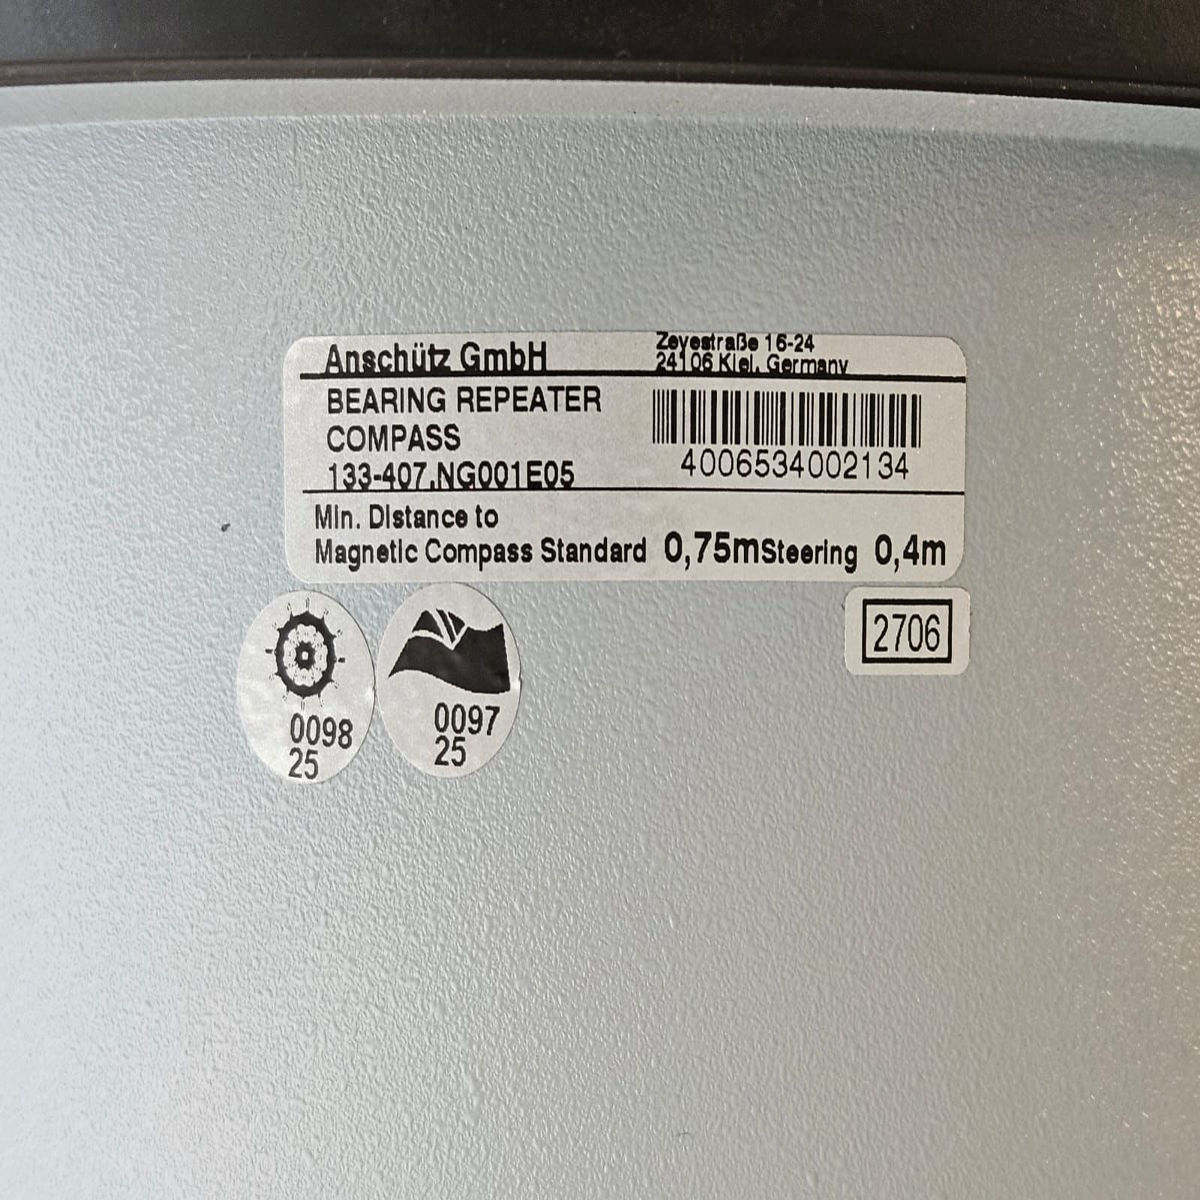 Anschütz GmbH
Zeyestraße 16-24
24106 Kiel, Germany
BEARING REPEATER
COMPASS
133-407.NG001E05
4006534002134
Min. Distance to
Magnetic Compass Standard 0,75m Steering 0,4m
0098
25
0097
25
2706